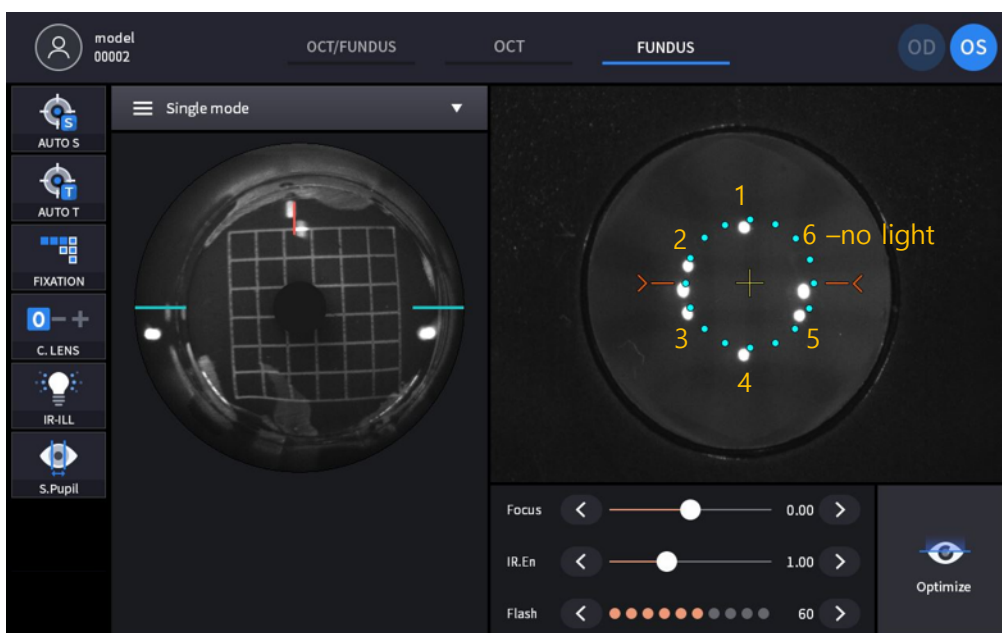 model
00002
OCT/FUNDUS
OCT
FUNDUS
OD
OS
S
AUTO S
T
AUTO T
FIXATION
0 - +
C. LENS
IR-ILL
S.Pupil
Single mode
1
2
6 –no light
3
5
4
Focus
0.00
IR.En
1.00
Flash
60
Optimize